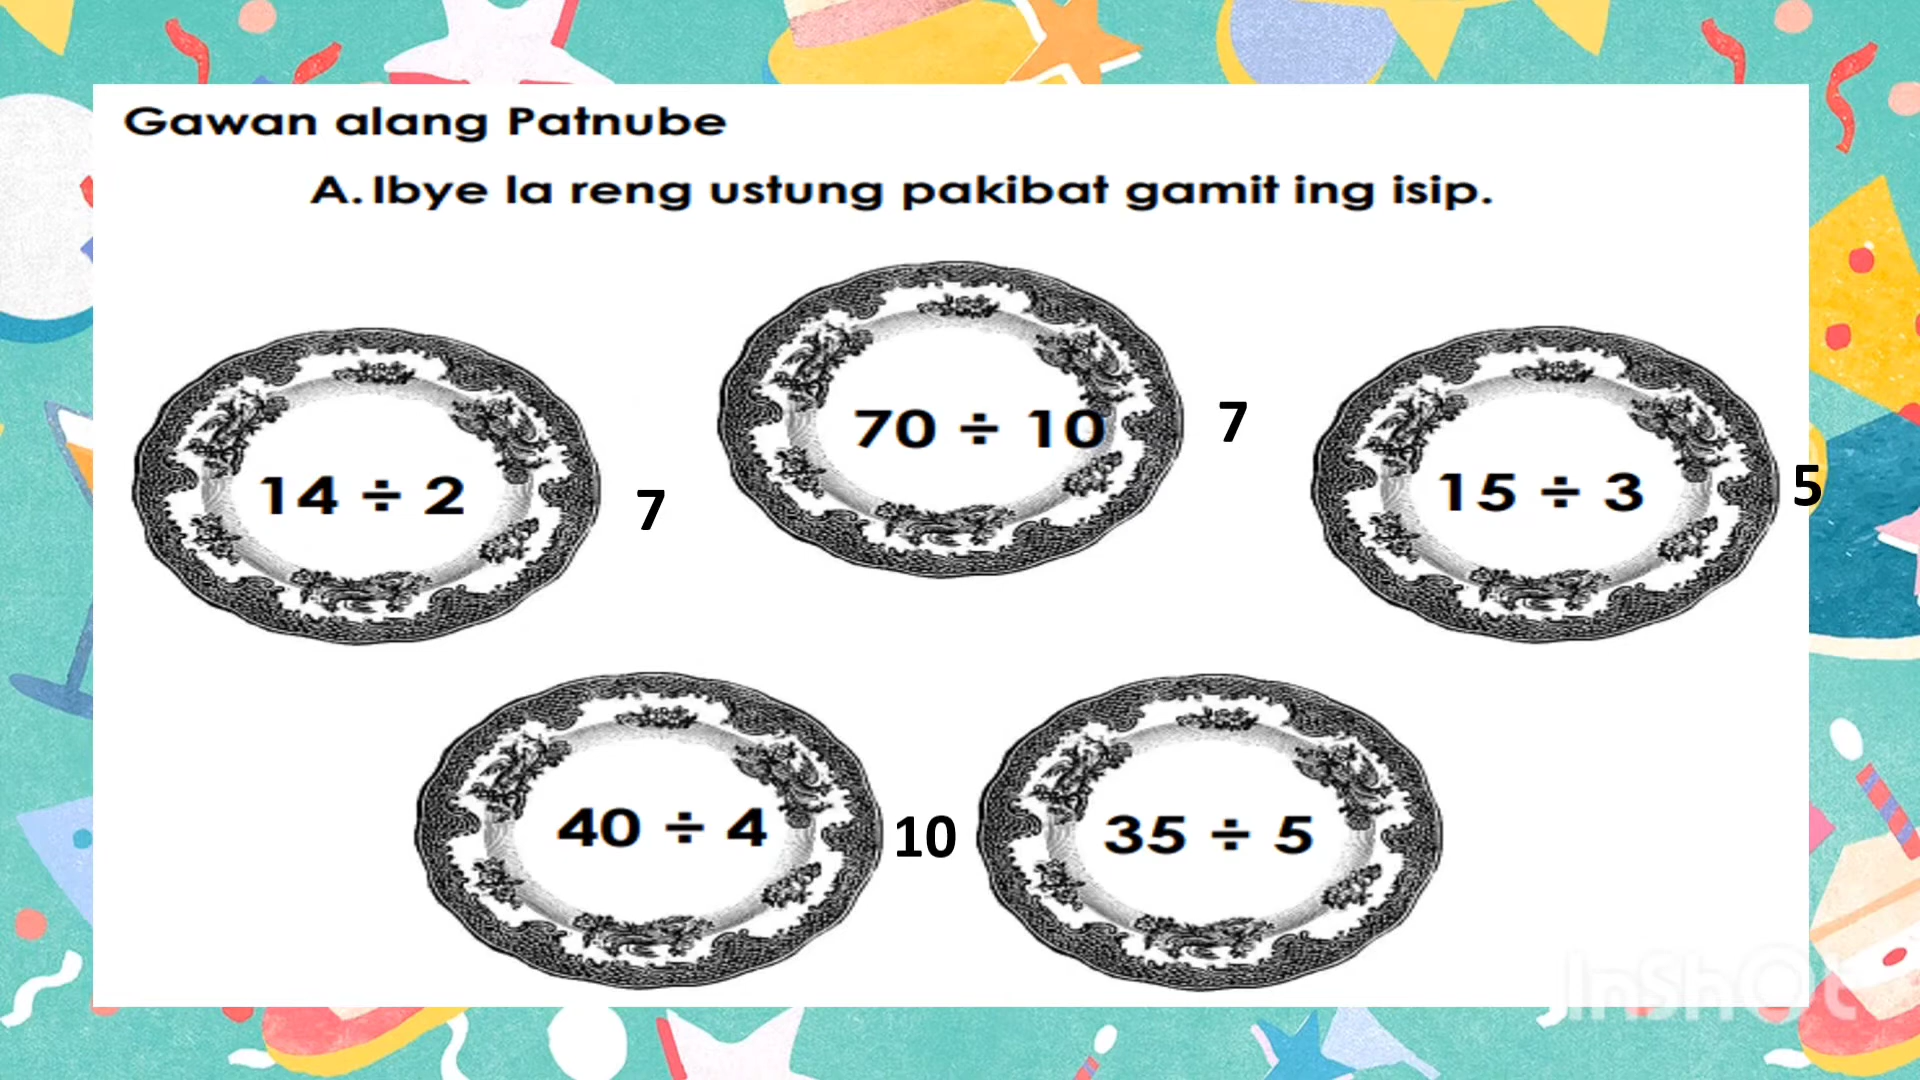 Gawan alang Patnube
A. Ibye la reng ustung pakibat gamit ing isip.
14 ÷ 2
7
70 ÷ 10
7
15 ÷ 3
5
40 ÷ 4
10
35 ÷ 5
InShOt